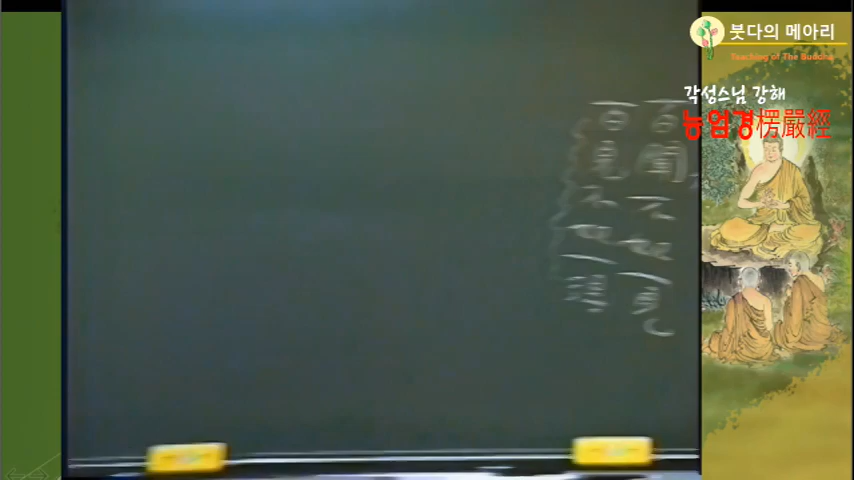 붓다의 메아리
Teaching of The Buddha
각성스님 강해
능엄경楞嚴經
百聞不如一見
百見不如一